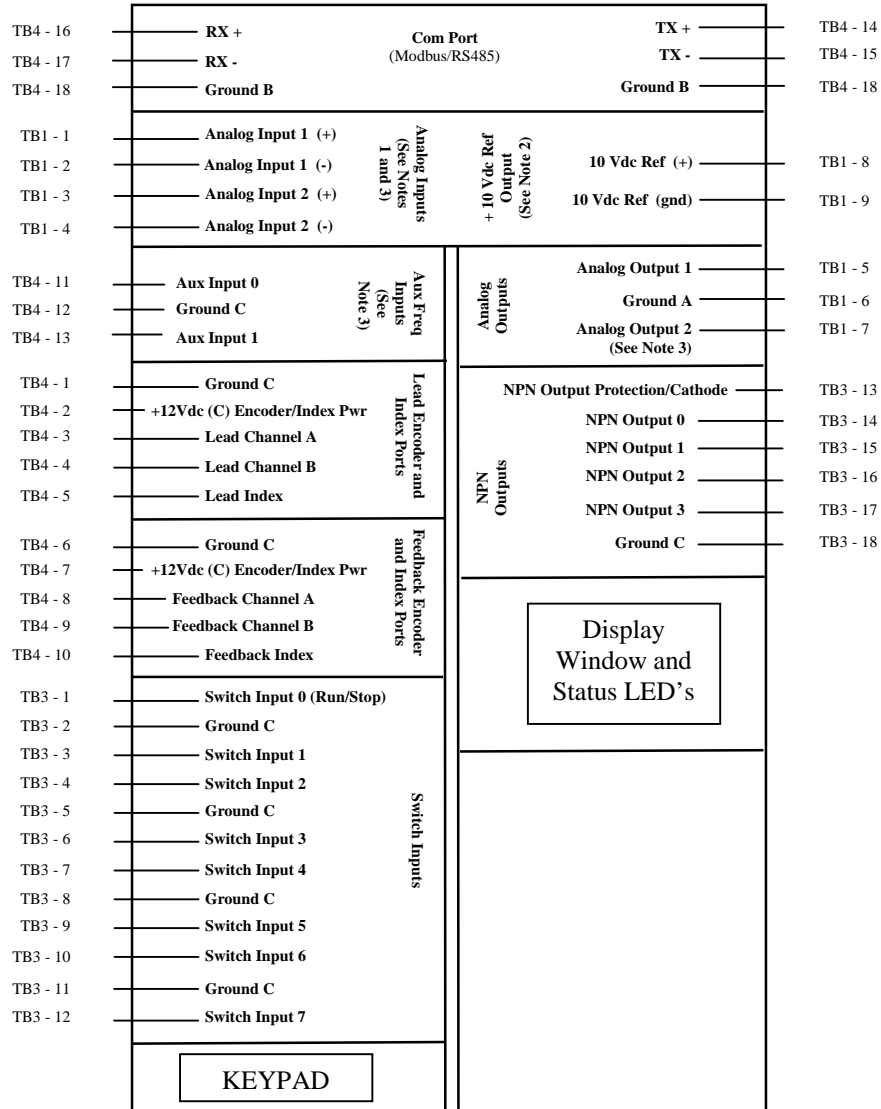 TB4 - 16 RX + Com Port TX + TB4 - 14
(Modbus/RS485)
TB4 - 17 RX - TX - TB4 - 15
TB4 - 18 Ground B Ground B TB4 - 18
TB1 - 1 Analog Input 1 (+)
TB1 - 2 Analog Input 1 (-)
TB1 - 3 Analog Input 2 (+)
TB1 - 4 Analog Input 2 (-)
Analog Inputs
(See Notes
1 and 3)
+ 10 Vdc Ref
Output
(See Note 2)
10 Vdc Ref (+) TB1 - 8
10 Vdc Ref (gnd) TB1 - 9
TB4 - 11 Aux Input 0
TB4 - 12 Ground C
TB4 - 13 Aux Input 1
Aux Freq
Inputs
(See
Note 3)
Analog
Outputs
Analog Output 1 TB1 - 5
Ground A TB1 - 6
Analog Output 2 TB1 - 7
(See Note 3)
TB4 - 1 Ground C
TB4 - 2 +12Vdc (C) Encoder/Index Pwr
TB4 - 3 Lead Channel A
TB4 - 4 Lead Channel B
TB4 - 5 Lead Index
Lead Encoder and
Index Ports
NPN
Outputs
NPN Output Protection/Cathode TB3 - 13
NPN Output 0 TB3 - 14
NPN Output 1 TB3 - 15
NPN Output 2 TB3 - 16
NPN Output 3 TB3 - 17
Ground C TB3 - 18
TB4 - 6 Ground C
TB4 - 7 +12Vdc (C) Encoder/Index Pwr
TB4 - 8 Feedback Channel A
TB4 - 9 Feedback Channel B
TB4 - 10 Feedback Index
Feedback Encoder
and Index Ports
Display
Window and
Status LED's
TB3 - 1 Switch Input 0 (Run/Stop)
TB3 - 2 Ground C
TB3 - 3 Switch Input 1
TB3 - 4 Switch Input 2
TB3 - 5 Ground C
TB3 - 6 Switch Input 3
TB3 - 7 Switch Input 4
TB3 - 8 Ground C
TB3 - 9 Switch Input 5
TB3 - 10 Switch Input 6
TB3 - 11 Ground C
TB3 - 12 Switch Input 7
Switch Inputs
KEYPAD